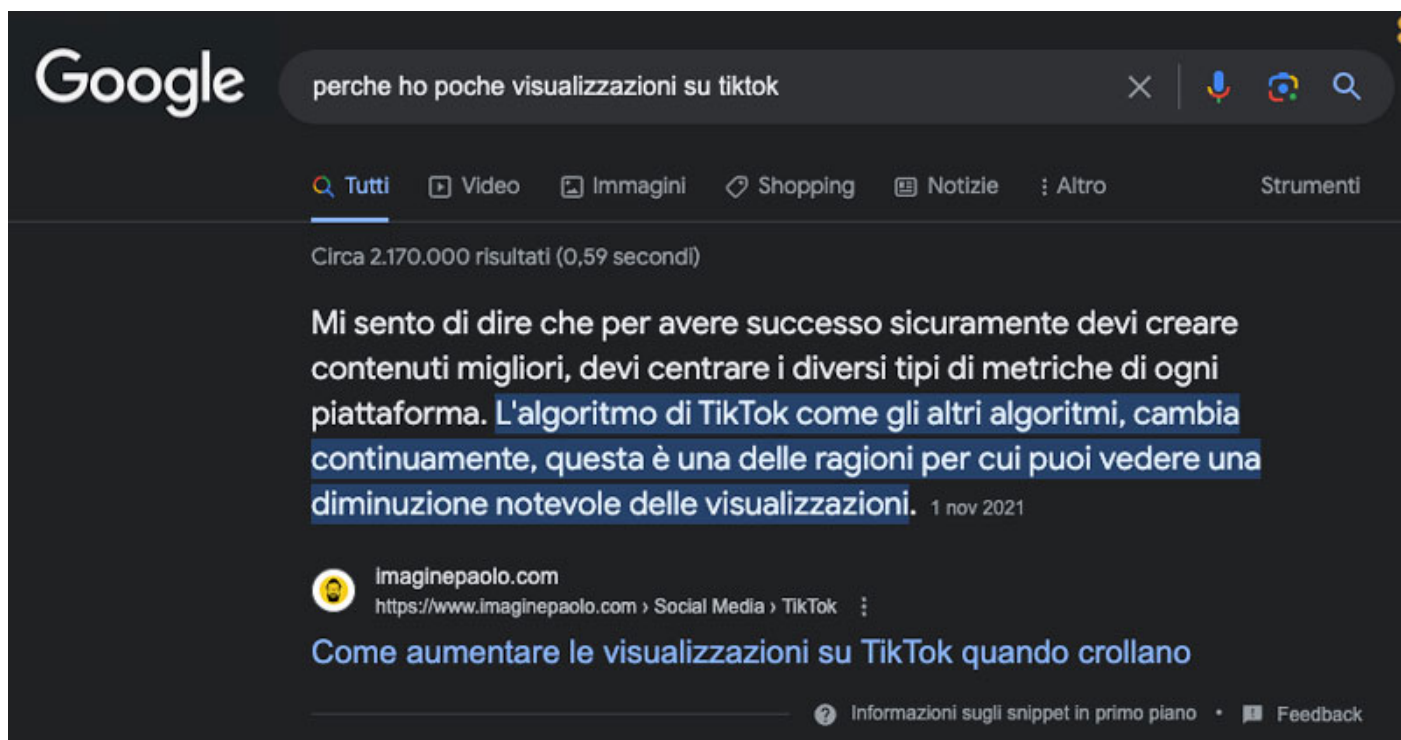 Google
perche ho poche visualizzazioni su tiktok
Tutti Video Immagini Shopping Notizie Altro Strumenti
Circa 2.170.000 risultati (0,59 secondi)
Mi sento di dire che per avere successo sicuramente devi creare
contenuti migliori, devi centrare i diversi tipi di metriche di ogni
piattaforma. L'algoritmo di TikTok come gli altri algoritmi, cambia
continuamente, questa è una delle ragioni per cui puoi vedere una
diminuzione notevole delle visualizzazioni. 1 nov 2021
imaginepaolo.com
https://www.imaginepaolo.com › Social Media › TikTok
Come aumentare le visualizzazioni su TikTok quando crollano
Informazioni sugli snippet in primo piano • Feedback